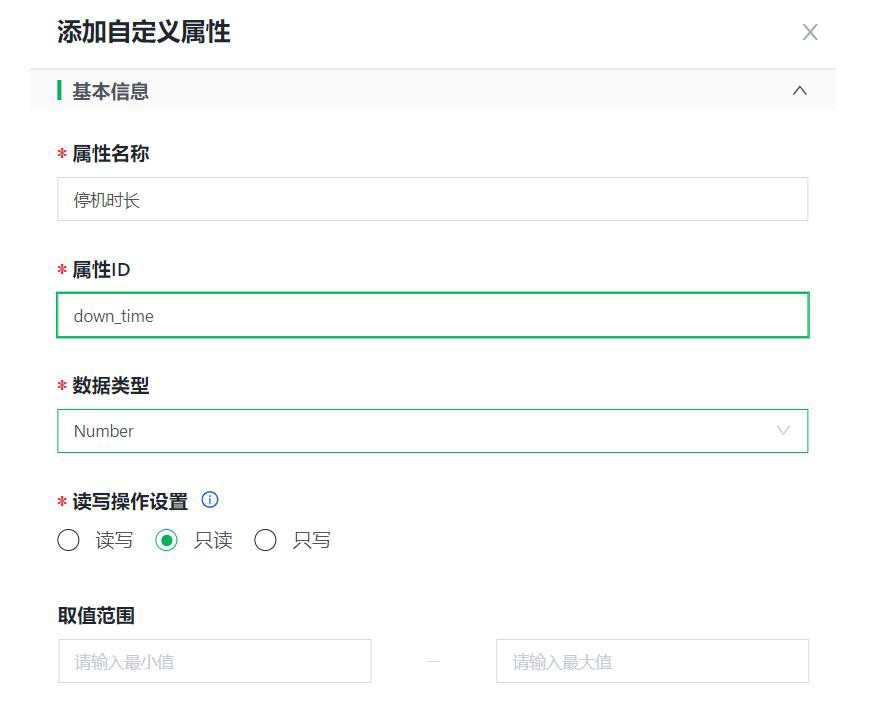 添加自定义属性
基本信息
* 属性名称
停机时长
* 属性ID
down_time
* 数据类型
Number
* 读写操作设置
读写 只读 只写
取值范围
请输入最小值 — 请输入最大值